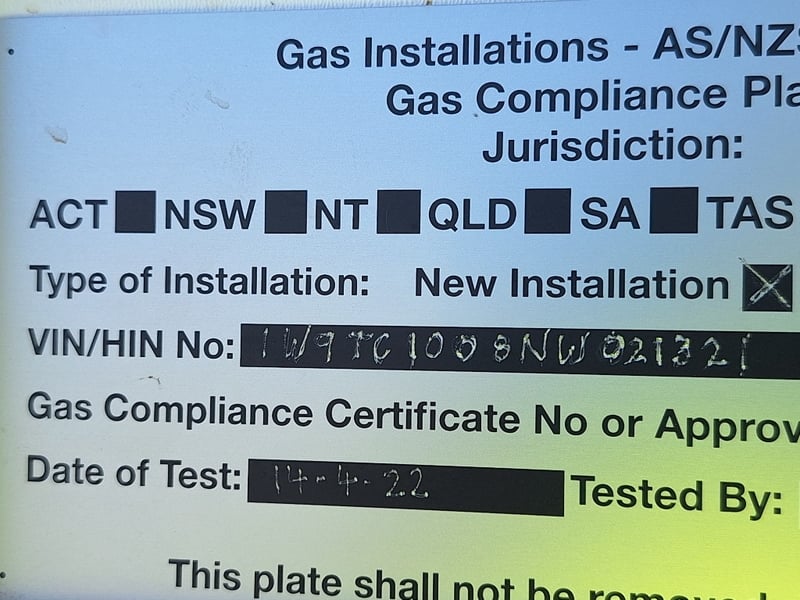 Gas Installations - AS/NZS
Gas Compliance Pla
Jurisdiction:
ACT NSW NT QLD SA TAS
Type of Installation: New Installation
VIN/HIN No: 1W9TC1008NW021321
Gas Compliance Certificate No or Approv
Date of Test: 14-4-22 Tested By:
This plate shall not be removed